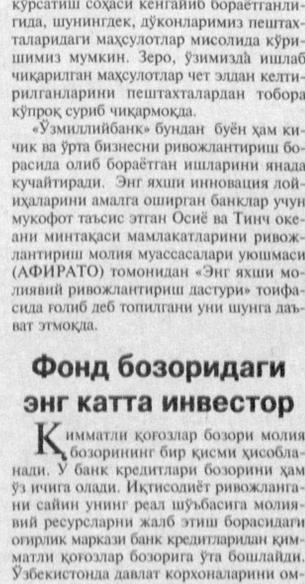 кўрсатиш соҳаси кенгайиб бораётганли-
гида, шунингдек, дўконларимиз пештах-
таларидаги маҳсулотлар мисолида кўри-
шимиз мумкин. Зеро, ўзимизда ишлаб
чиқарилган маҳсулотлар чет элдан келти-
рилганларини пештахталардан тобора
кўпроқ суриб чиқармоқда.
«Ўзмиллийбанк» бундан буён ҳам ки-
чик ва ўрта бизнесни ривожлантириш бо-
расида олиб бораётган ишларини янада
кучайтиради. Энг яхши инновация лой-
иҳаларини амалга оширган банклар учун
мукофот таъсис этган Осиё ва Тинч оке-
ани минтақаси мамлакатларини ривож-
лантириш молия муассасалари уюшмаси
(АФИРАТО) томонидан «Энг яхши мо-
лиявий ривожлантириш дастури» тоифа-
сида ғолиб деб топилгани уни шунга даъ-
ват этмоқда.
Фонд бозоридаги
энг катта инвестор
Қимматли қоғозлар бозори молия
бозорининг бир қисми ҳисобла-
нади. У банк кредитлари бозорини ҳам
ўз ичига олади. Иқтисодиёт ривожланга-
ни сайин унинг реал шўъбасига молия-
вий ресурсларни жалб этиш борасидаги
оғирлик маркази банк кредитларидан қим-
матли қоғозлар бозорига ўта бошлайди.
Ўзбекистонда давлат корхоналарини ом-